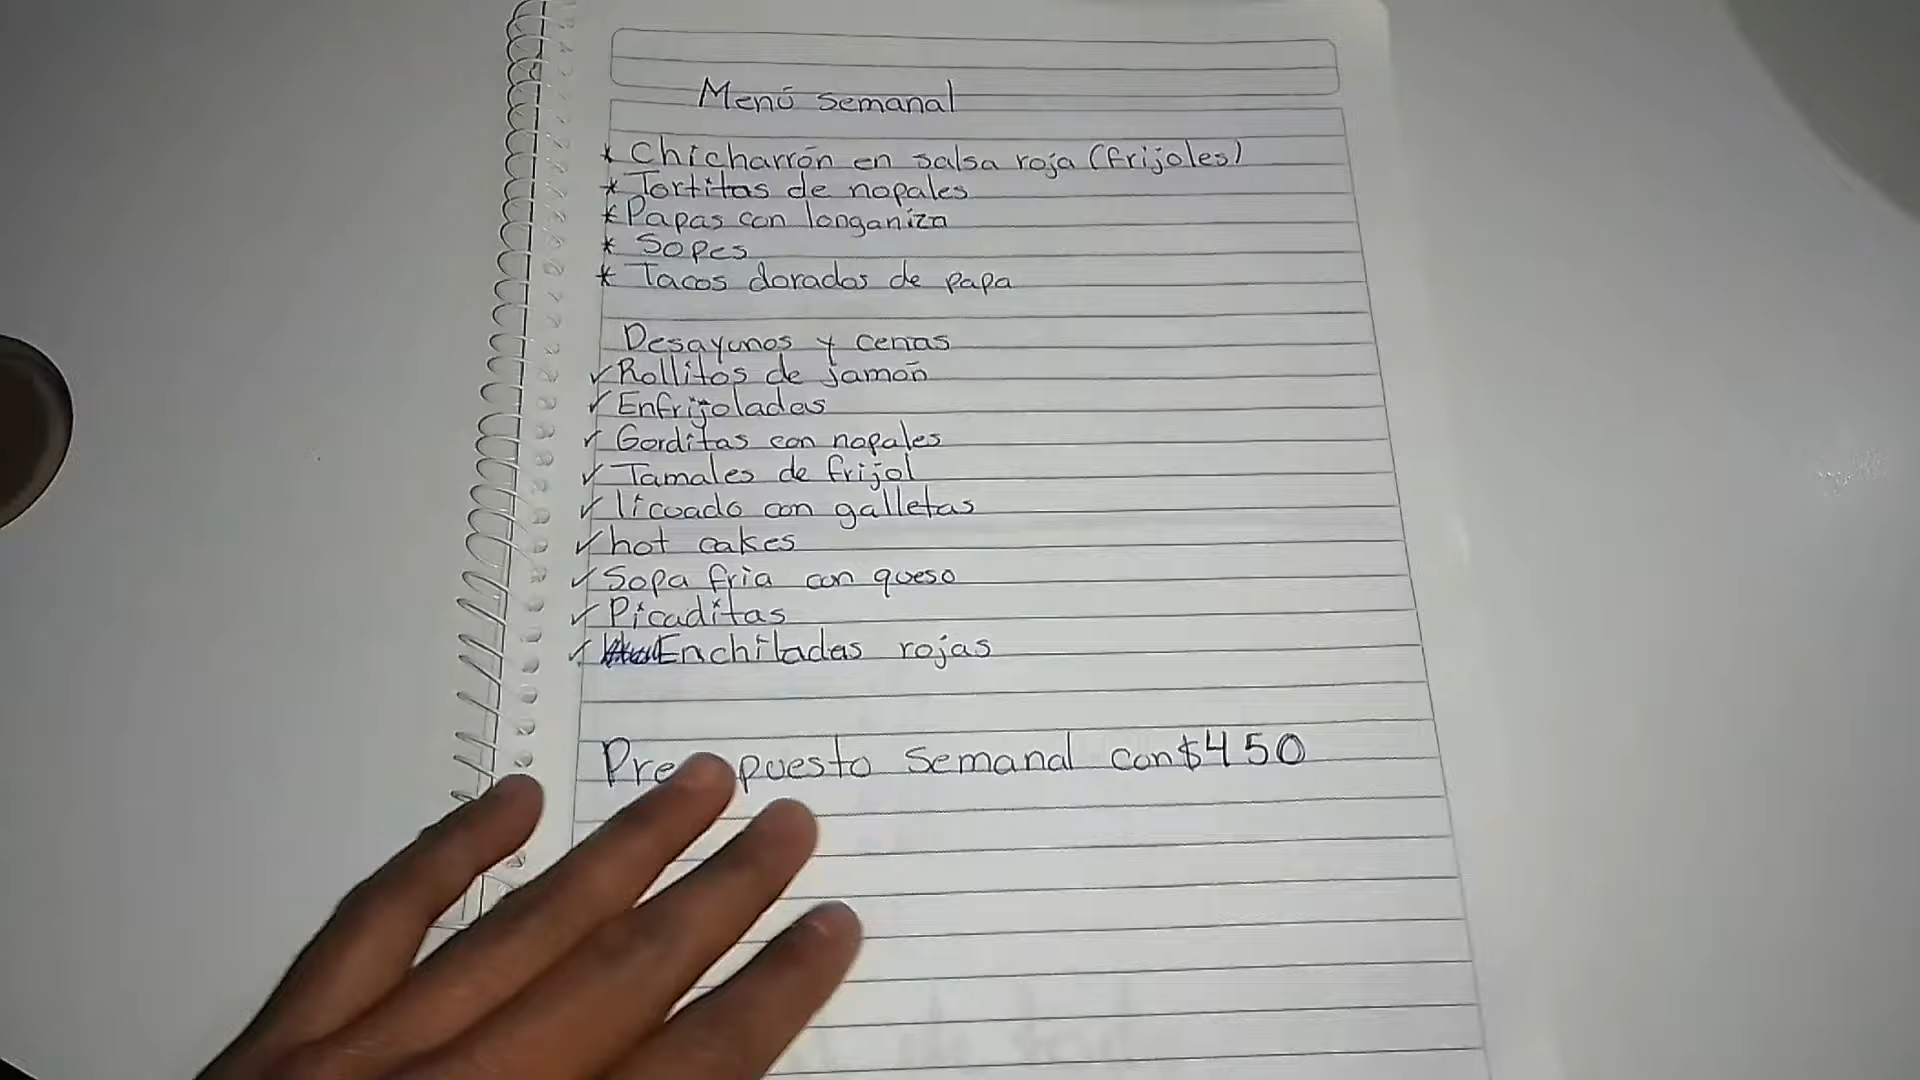 Menú semanal
* Chicharrón en salsa roja (frijoles)
* Tortitas de nopales
* Papas con longaniza
* Sopes
* Tacos dorados de papa
Desayunos y cenas
✓ Rollitos de jamón
✓ Enfrijoladas
✓ Gorditas con nopales
✓ Tamales de frijol
✓ licuado con galletas
✓ hot cakes
✓ Sopa fria con queso
✓ Picaditas
✓ Enchiladas rojas
Pre puesto semanal con $450